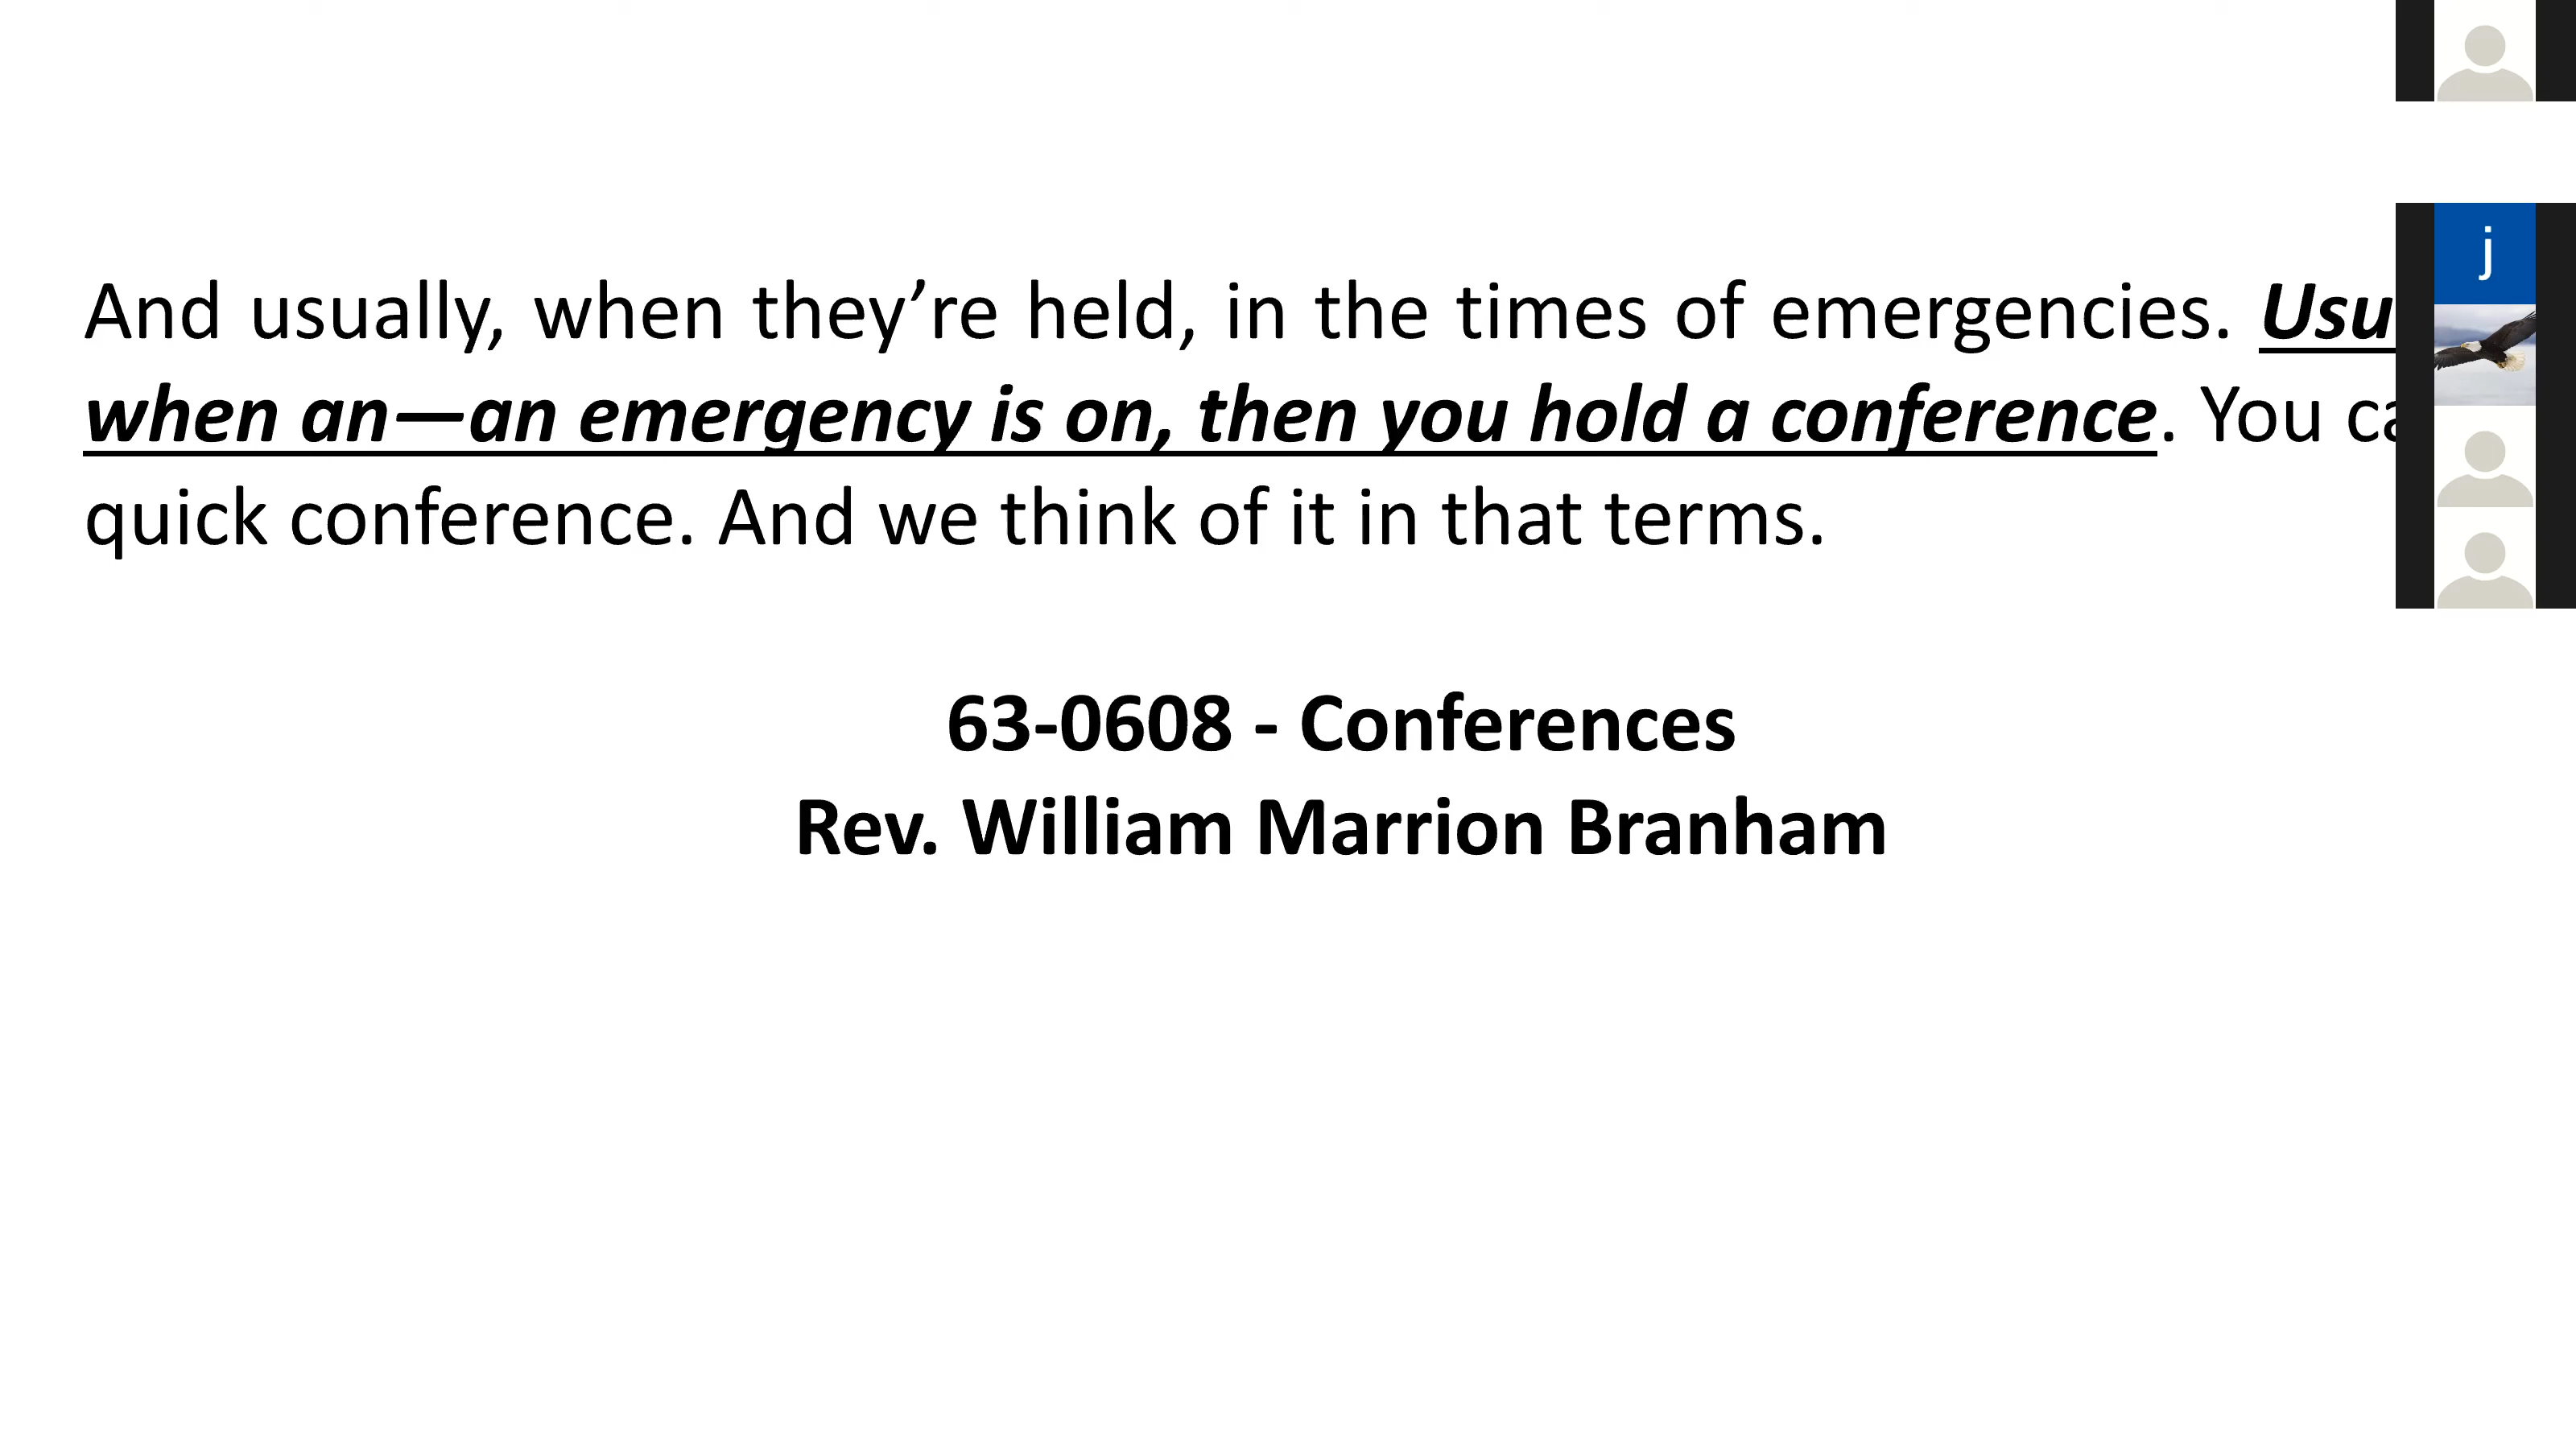 And usually, when they’re held, in the times of emergencies.
when an—an emergency is on, then you hold a conference. You
quick conference. And we think of it in that terms.
63-0608 - Conferences
Rev. William Marrion Branham
j